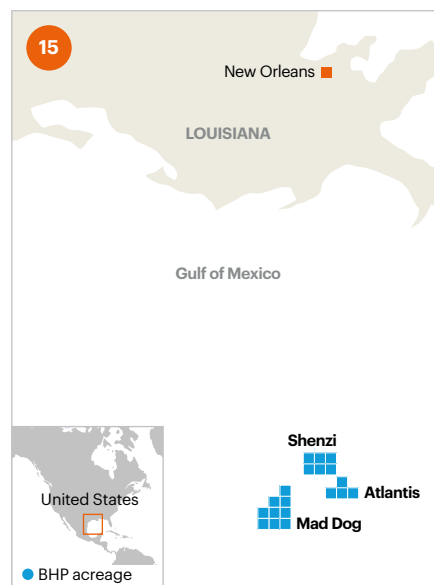 15
New Orleans
LOUISIANA
Gulf of Mexico
Shenzi
Atlantis
Mad Dog
United States
BHP acreage